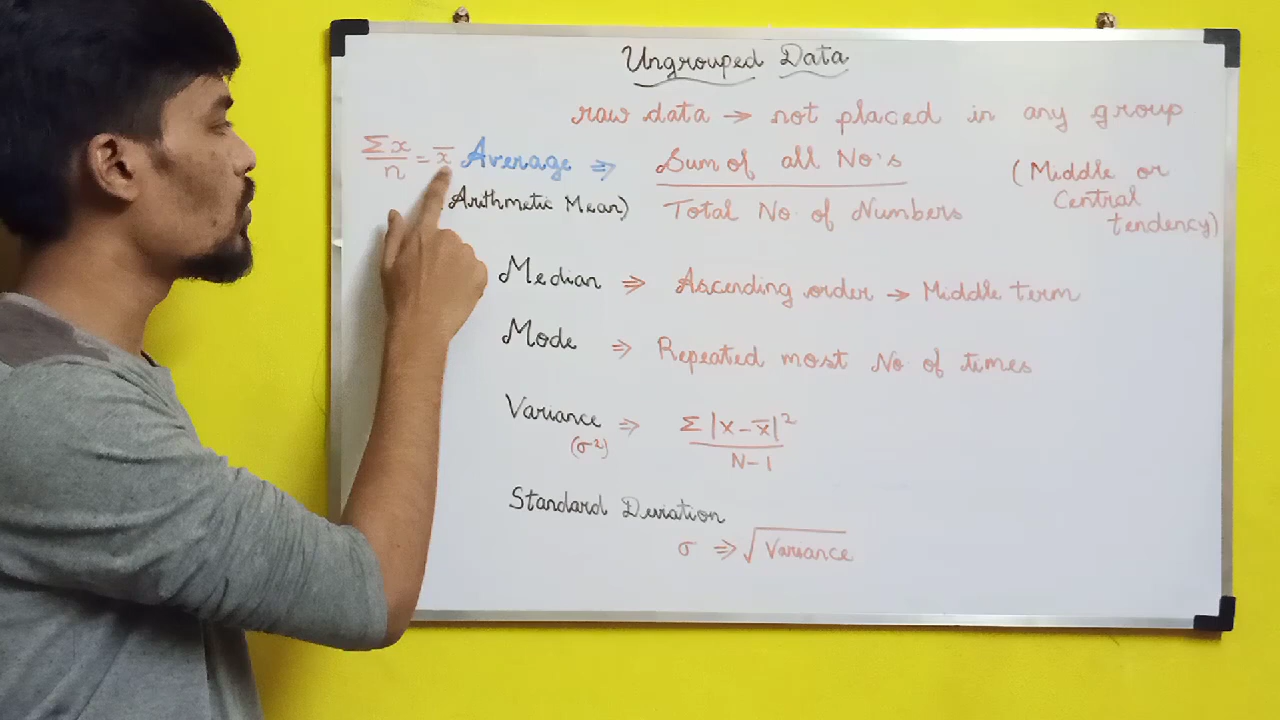 Ungrouped Data
raw data → not placed in any group
Σx/n = x̄ Average ⇒ Sum of all No's / Total No. of Numbers
(Arithmetic Mean)
(Middle or
Central
tendency)
Median ⇒ Ascending order → Middle term
Mode ⇒ Repeated most No of times
Variance ⇒ Σ|x-x̄|² / N-1
(σ²)
Standard Deviation
σ ⇒ √Variance